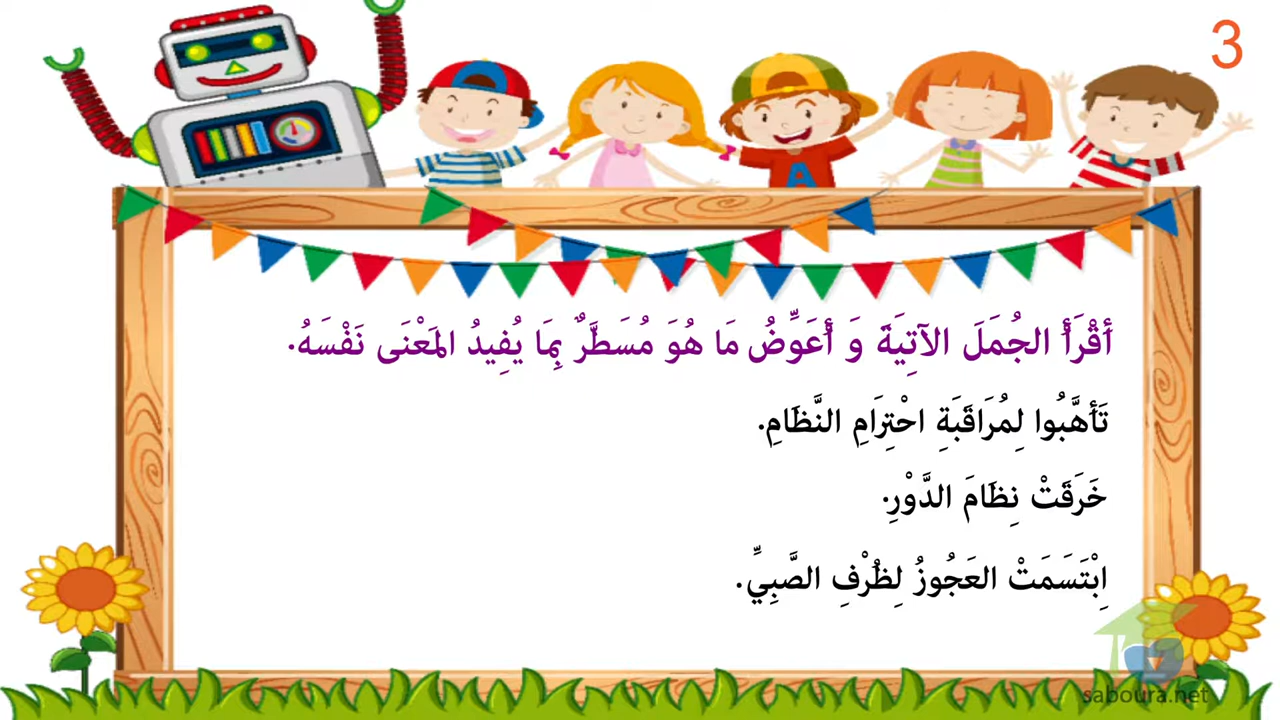 3
أَقْرَأُ الجُمَلَ الآتِيَةَ وَ أُعَوِّضُ مَا هُوَ مُسَطَّرٌ بِمَا يُفِيدُ المَعْنَى نَفْسَهُ.
تَأَهَّبُوا لِمُرَاقَبَةِ احْتِرَامِ النَّظَامِ.
خَرَقَتْ نِظَامَ الدَّوْرِ.
اِبْتَسَمَتْ العَجُوزُ لِظُرْفِ الصَّبِيِّ.
A
saboura.net